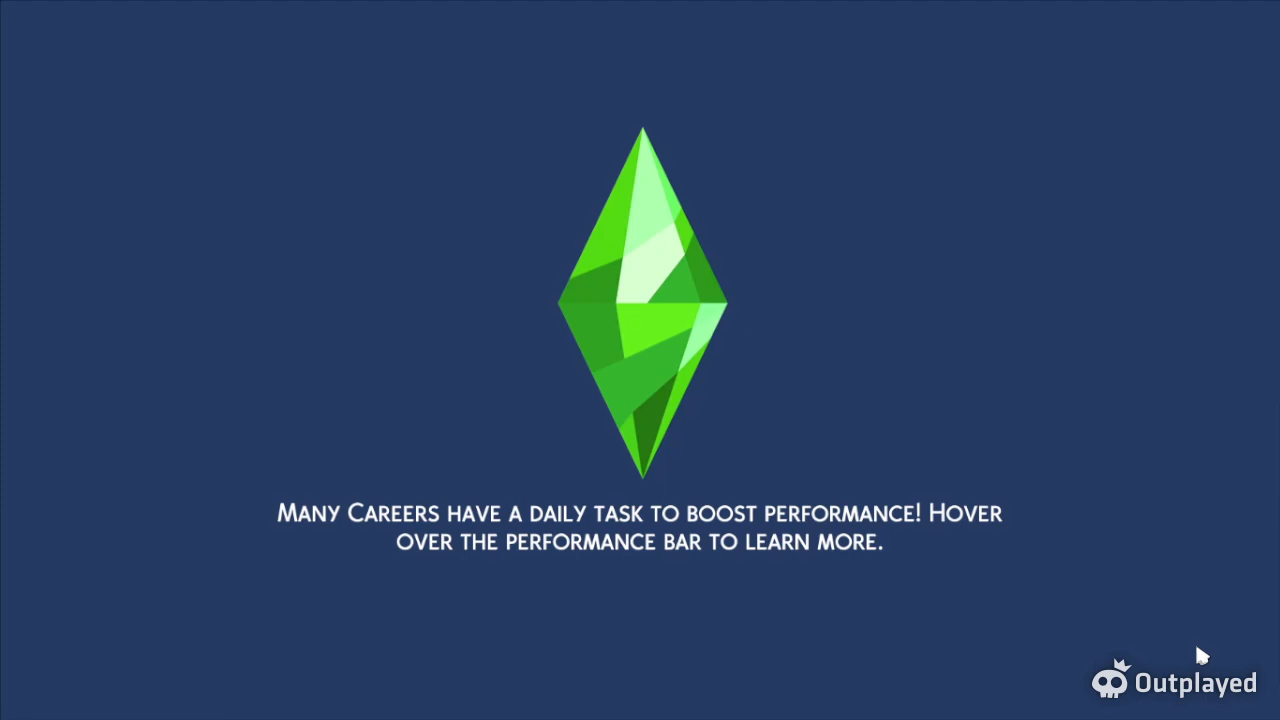 Many Careers have a daily task to boost performance! Hover
over the performance bar to learn more.
Outplayed